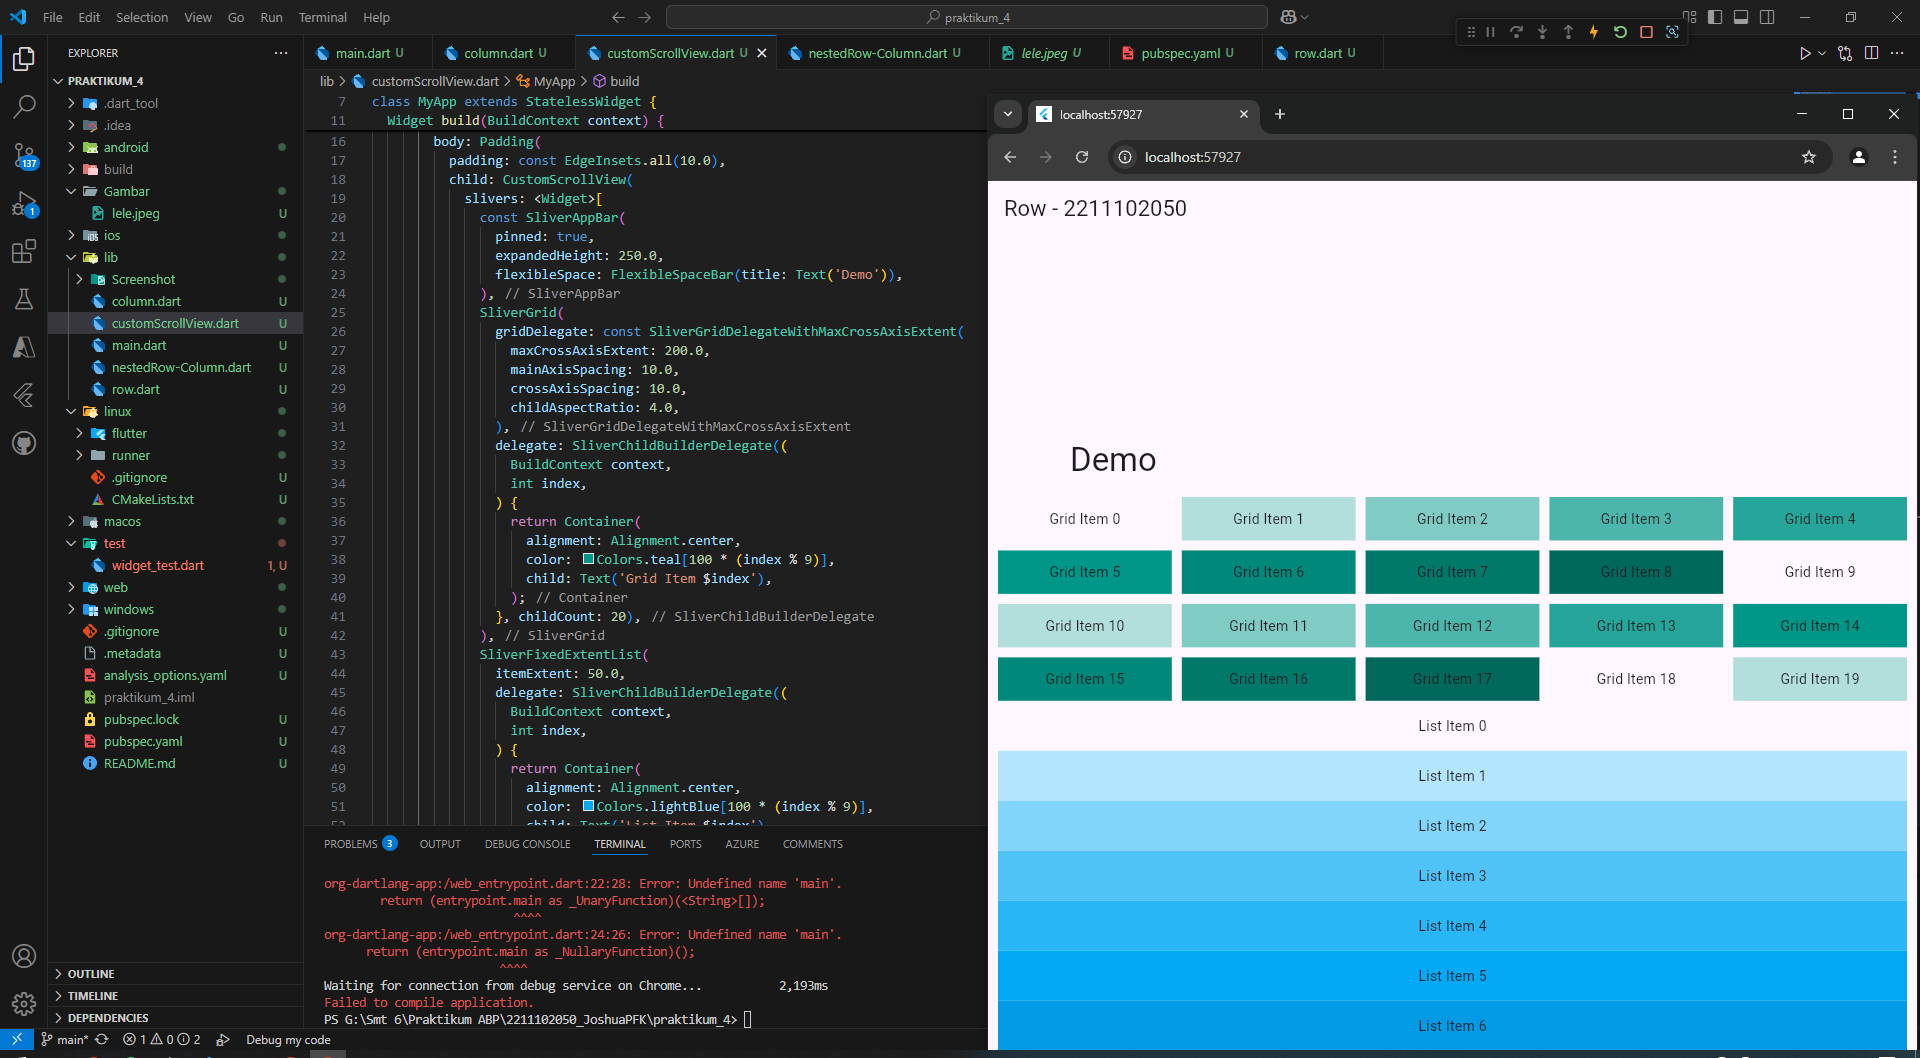 File Edit Selection View Go Run Terminal Help
praktikum_4
EXPLORER
PRAKTIKUM_4
.dart_tool
.idea
android
build
Gambar
lele.jpeg U
ios
lib
Screenshot
column.dart U
customScrollView.dart U
main.dart U
nestedRow-Column.dart U
row.dart U
linux
flutter
runner
.gitignore U
CMakeLists.txt U
macos
test
widget_test.dart 1, U
web
windows
.gitignore U
.metadata U
analysis_options.yaml U
praktikum_4.iml
pubspec.lock U
pubspec.yaml U
README.md U
OUTLINE
TIMELINE
DEPENDENCIES
137
1
main.dart U
column.dart U
customScrollView.dart U
nestedRow-Column.dart U
lele.jpeg U
pubspec.yaml U
row.dart U
lib > customScrollView.dart > MyApp > build
7 class MyApp extends StatelessWidget {
11 Widget build(BuildContext context) {
16 body: Padding(
17 padding: const EdgeInsets.all(10.0),
18 child: CustomScrollView(
19 slivers: <Widget>[
20 const SliverAppBar(
21 pinned: true,
22 expandedHeight: 250.0,
23 flexibleSpace: FlexibleSpaceBar(title: Text('Demo')),
24 ), // SliverAppBar
25 SliverGrid(
26 gridDelegate: const SliverGridDelegateWithMaxCrossAxisExtent(
27 maxCrossAxisExtent: 200.0,
28 mainAxisSpacing: 10.0,
29 crossAxisSpacing: 10.0,
30 childAspectRatio: 4.0,
31 ), // SliverGridDelegateWithMaxCrossAxisExtent
32 delegate: SliverChildBuilderDelegate((
33 BuildContext context,
34 int index,
35 ) {
36 return Container(
37 alignment: Alignment.center,
38 color: Colors.teal[100 * (index % 9)],
39 child: Text('Grid Item $index'),
40 ); // Container
41 }, childCount: 20), // SliverChildBuilderDelegate
42 ), // SliverGrid
43 SliverFixedExtentList(
44 itemExtent: 50.0,
45 delegate: SliverChildBuilderDelegate((
46 BuildContext context,
47 int index,
48 ) {
49 return Container(
50 alignment: Alignment.center,
51 color: Colors.lightBlue[100 * (index % 9)],
52 child: Text('List Item $index')
PROBLEMS 3 OUTPUT DEBUG CONSOLE TERMINAL PORTS AZURE COMMENTS
org-dartlang-app:/web_entrypoint.dart:22:28: Error: Undefined name 'main'.
return (entrypoint.main as _UnaryFunction)(<String>[]);
^^^^
org-dartlang-app:/web_entrypoint.dart:24:26: Error: Undefined name 'main'.
return (entrypoint.main as _NullaryFunction)();
^^^^
Waiting for connection from debug service on Chrome... 2,193ms
Failed to compile application.
PS G:\Smt 6\Praktikum ABP\2211102050_JoshuaPFK\praktikum_4>
main* 1 0 2 Debug my code
localhost:57927
localhost:57927
Row - 2211102050
Demo
Grid Item 0 Grid Item 1 Grid Item 2 Grid Item 3 Grid Item 4
Grid Item 5 Grid Item 6 Grid Item 7 Grid Item 8 Grid Item 9
Grid Item 10 Grid Item 11 Grid Item 12 Grid Item 13 Grid Item 14
Grid Item 15 Grid Item 16 Grid Item 17 Grid Item 18 Grid Item 19
List Item 0
List Item 1
List Item 2
List Item 3
List Item 4
List Item 5
List Item 6